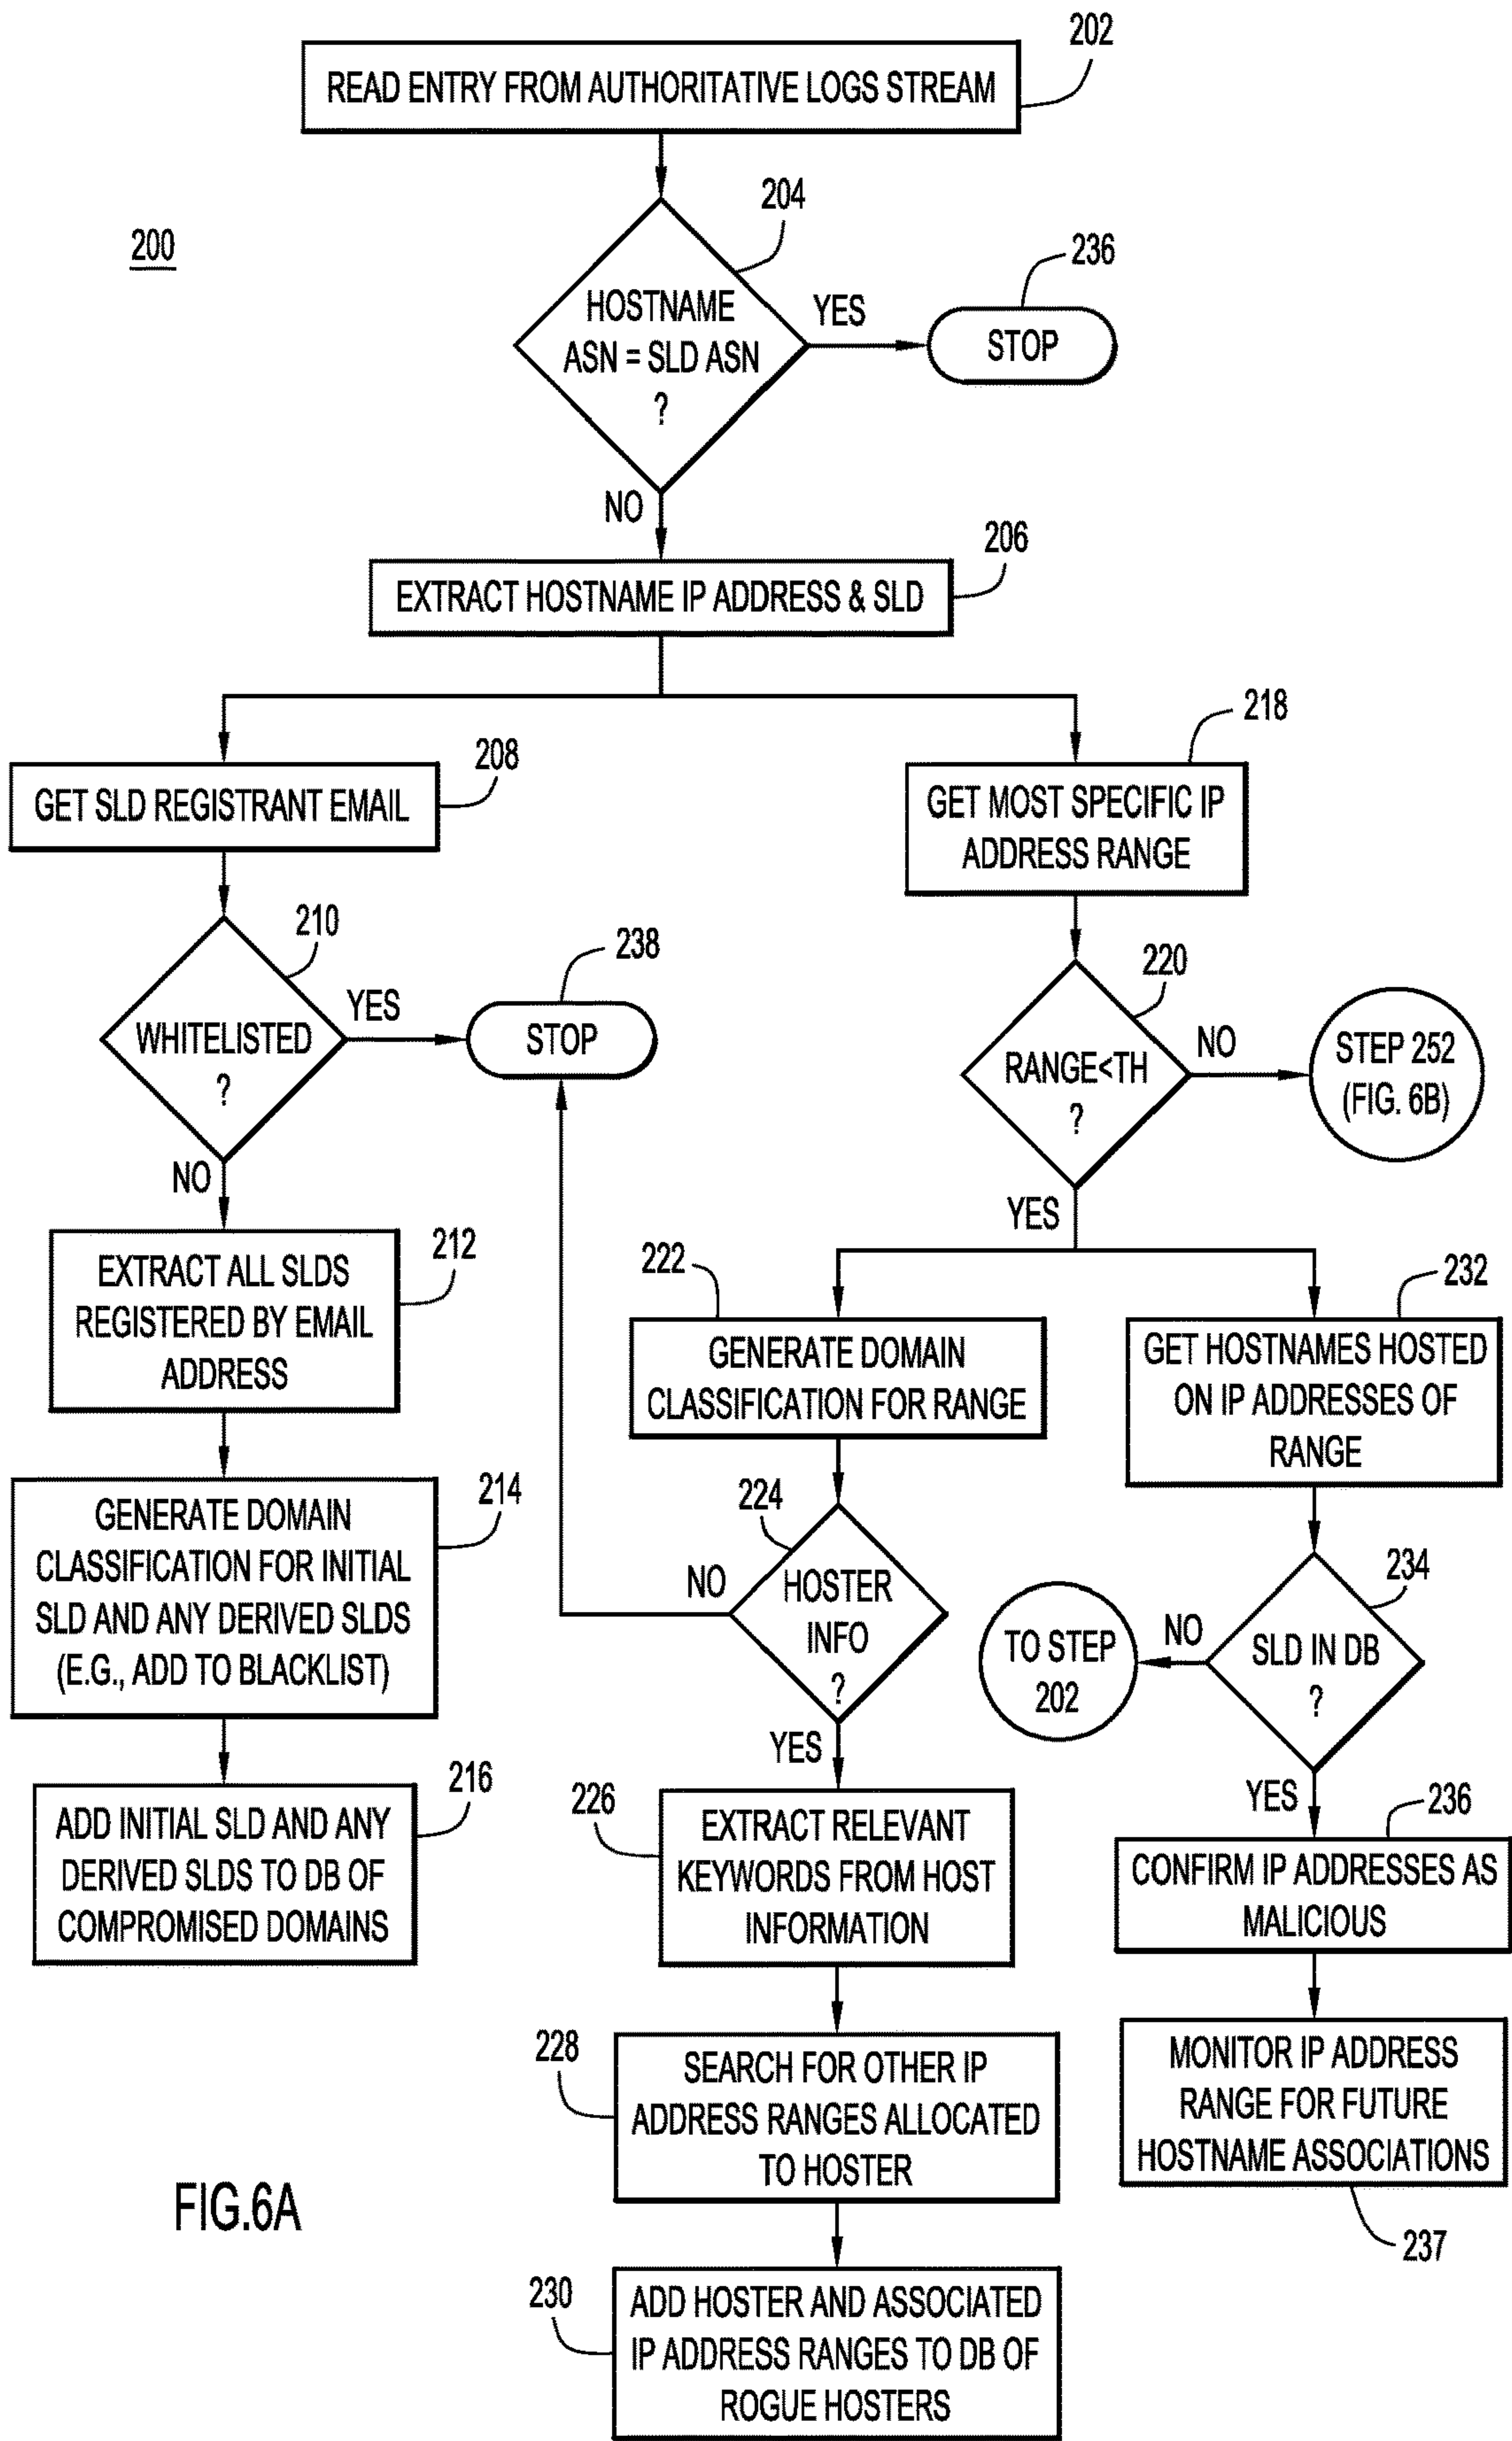 202
READ ENTRY FROM AUTHORITATIVE LOGS STREAM
200
204
HOSTNAME
ASN = SLD ASN
?
YES
236
STOP
NO
206
EXTRACT HOSTNAME IP ADDRESS & SLD
208
GET SLD REGISTRANT EMAIL
210
WHITELISTED
?
YES
238
STOP
NO
212
EXTRACT ALL SLDS
REGISTERED BY EMAIL
ADDRESS
214
GENERATE DOMAIN
CLASSIFICATION FOR INITIAL
SLD AND ANY DERIVED SLDS
(E.G., ADD TO BLACKLIST)
216
ADD INITIAL SLD AND ANY
DERIVED SLDS TO DB OF
COMPROMISED DOMAINS
218
GET MOST SPECIFIC IP
ADDRESS RANGE
220
RANGE<TH
?
NO
STEP 252
(FIG. 6B)
YES
222
GENERATE DOMAIN
CLASSIFICATION FOR RANGE
224
HOSTER
INFO
?
NO
YES
226
EXTRACT RELEVANT
KEYWORDS FROM HOST
INFORMATION
228
SEARCH FOR OTHER IP
ADDRESS RANGES ALLOCATED
TO HOSTER
230
ADD HOSTER AND ASSOCIATED
IP ADDRESS RANGES TO DB OF
ROGUE HOSTERS
232
GET HOSTNAMES HOSTED
ON IP ADDRESSES OF
RANGE
234
SLD IN DB
?
NO
TO STEP
202
YES
236
CONFIRM IP ADDRESSES AS
MALICIOUS
MONITOR IP ADDRESS
RANGE FOR FUTURE
HOSTNAME ASSOCIATIONS
237
FIG.6A